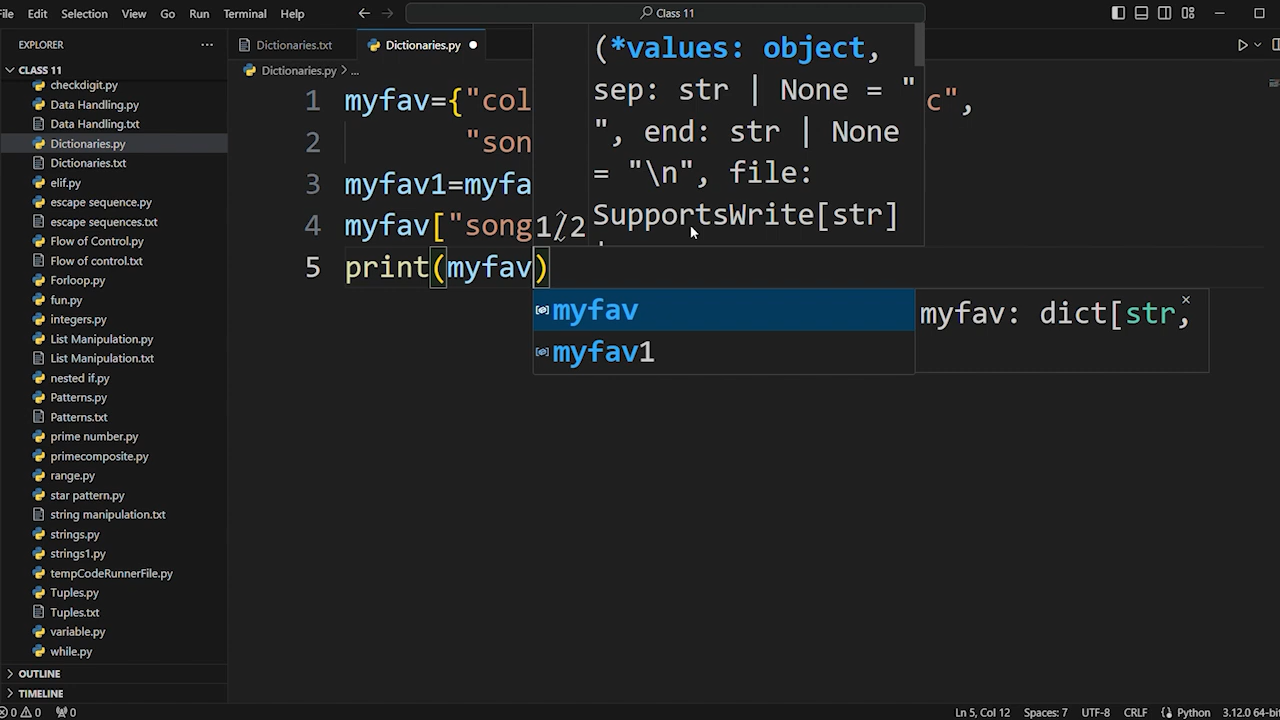 File Edit Selection View Go Run Terminal Help
Class 11
EXPLORER
CLASS 11
checkdigit.py
Data Handling.py
Data Handling.txt
Dictionaries.py
Dictionaries.txt
elif.py
escape sequence.py
escape sequences.txt
Flow of Control.py
Flow of control.txt
Forloop.py
fun.py
integers.py
List Manipulation.py
List Manipulation.txt
nested if.py
Patterns.py
Patterns.txt
prime number.py
primecomposite.py
range.py
star pattern.py
string manipulation.txt
strings.py
strings1.py
tempCodeRunnerFile.py
Tuples.py
Tuples.txt
variable.py
while.py
OUTLINE
TIMELINE
Dictionaries.txt Dictionaries.py
Dictionaries.py > ...
1 myfav={"col c",
2 "son
3 myfav1=myfa
4 myfav["song
5 print(myfav)
(*values: object,
sep: str | None = "
", end: str | None
= "\n", file:
SupportsWrite[str]
1/2
myfav
myfav1
myfav: dict[str,
0 0 0
Ln 5, Col 12 Spaces: 7 UTF-8 CRLF Python 3.12.0 64-bit